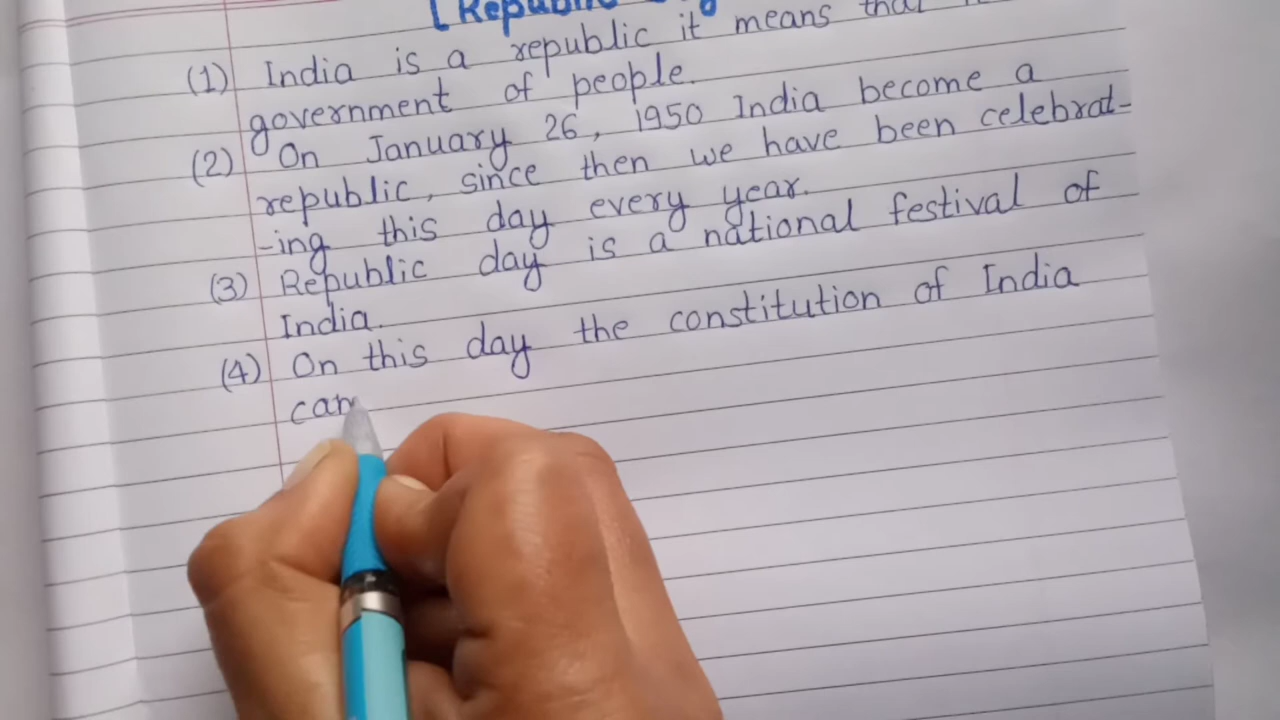 [Republic
(1) India is a republic it means that
government of people.
(2) On January 26, 1950 India become a
republic, since then we have been celebrat-
-ing this day every year.
(3) Republic day is a national festival of
India.
(4) On this day the constitution of India
cam